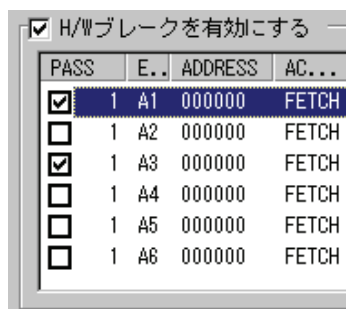 H/Wブレークを有効にする
PASS E.. ADDRESS AC...
1 A1 000000 FETCH
1 A2 000000 FETCH
1 A3 000000 FETCH
1 A4 000000 FETCH
1 A5 000000 FETCH
1 A6 000000 FETCH